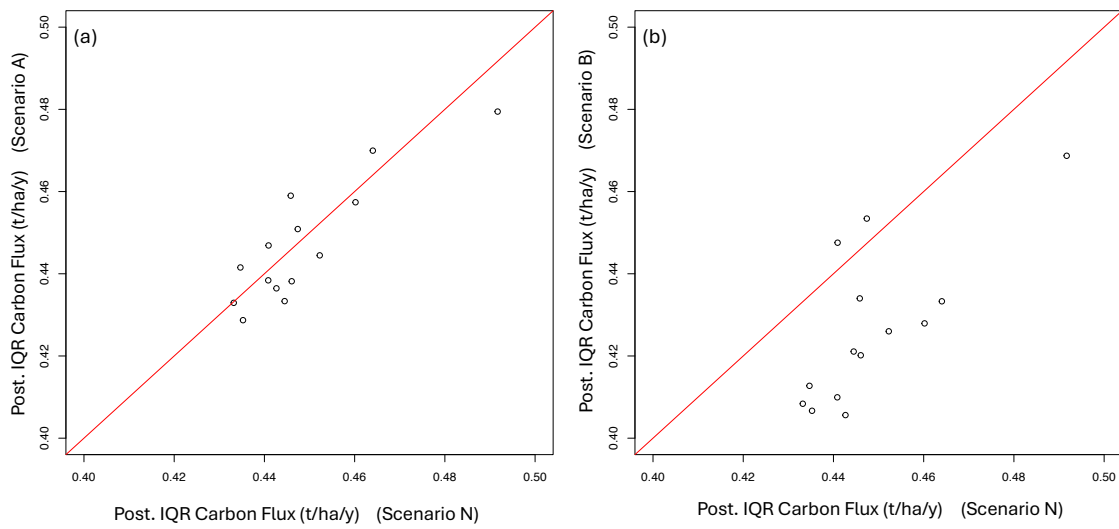 (a)
Post. IQR Carbon Flux (t/ha/y) (Scenario A)
0.50
0.48
0.46
0.44
0.42
0.40
0.40 0.42 0.44 0.46 0.48 0.50
Post. IQR Carbon Flux (t/ha/y) (Scenario N)
(b)
Post. IQR Carbon Flux (t/ha/y) (Scenario B)
0.50
0.48
0.46
0.44
0.42
0.40
0.40 0.42 0.44 0.46 0.48 0.50
Post. IQR Carbon Flux (t/ha/y) (Scenario N)